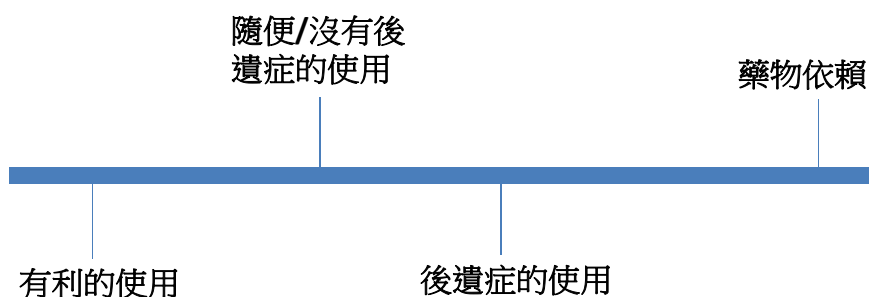 隨便/沒有後
遺症的使用
藥物依賴
有利的使用
後遺症的使用